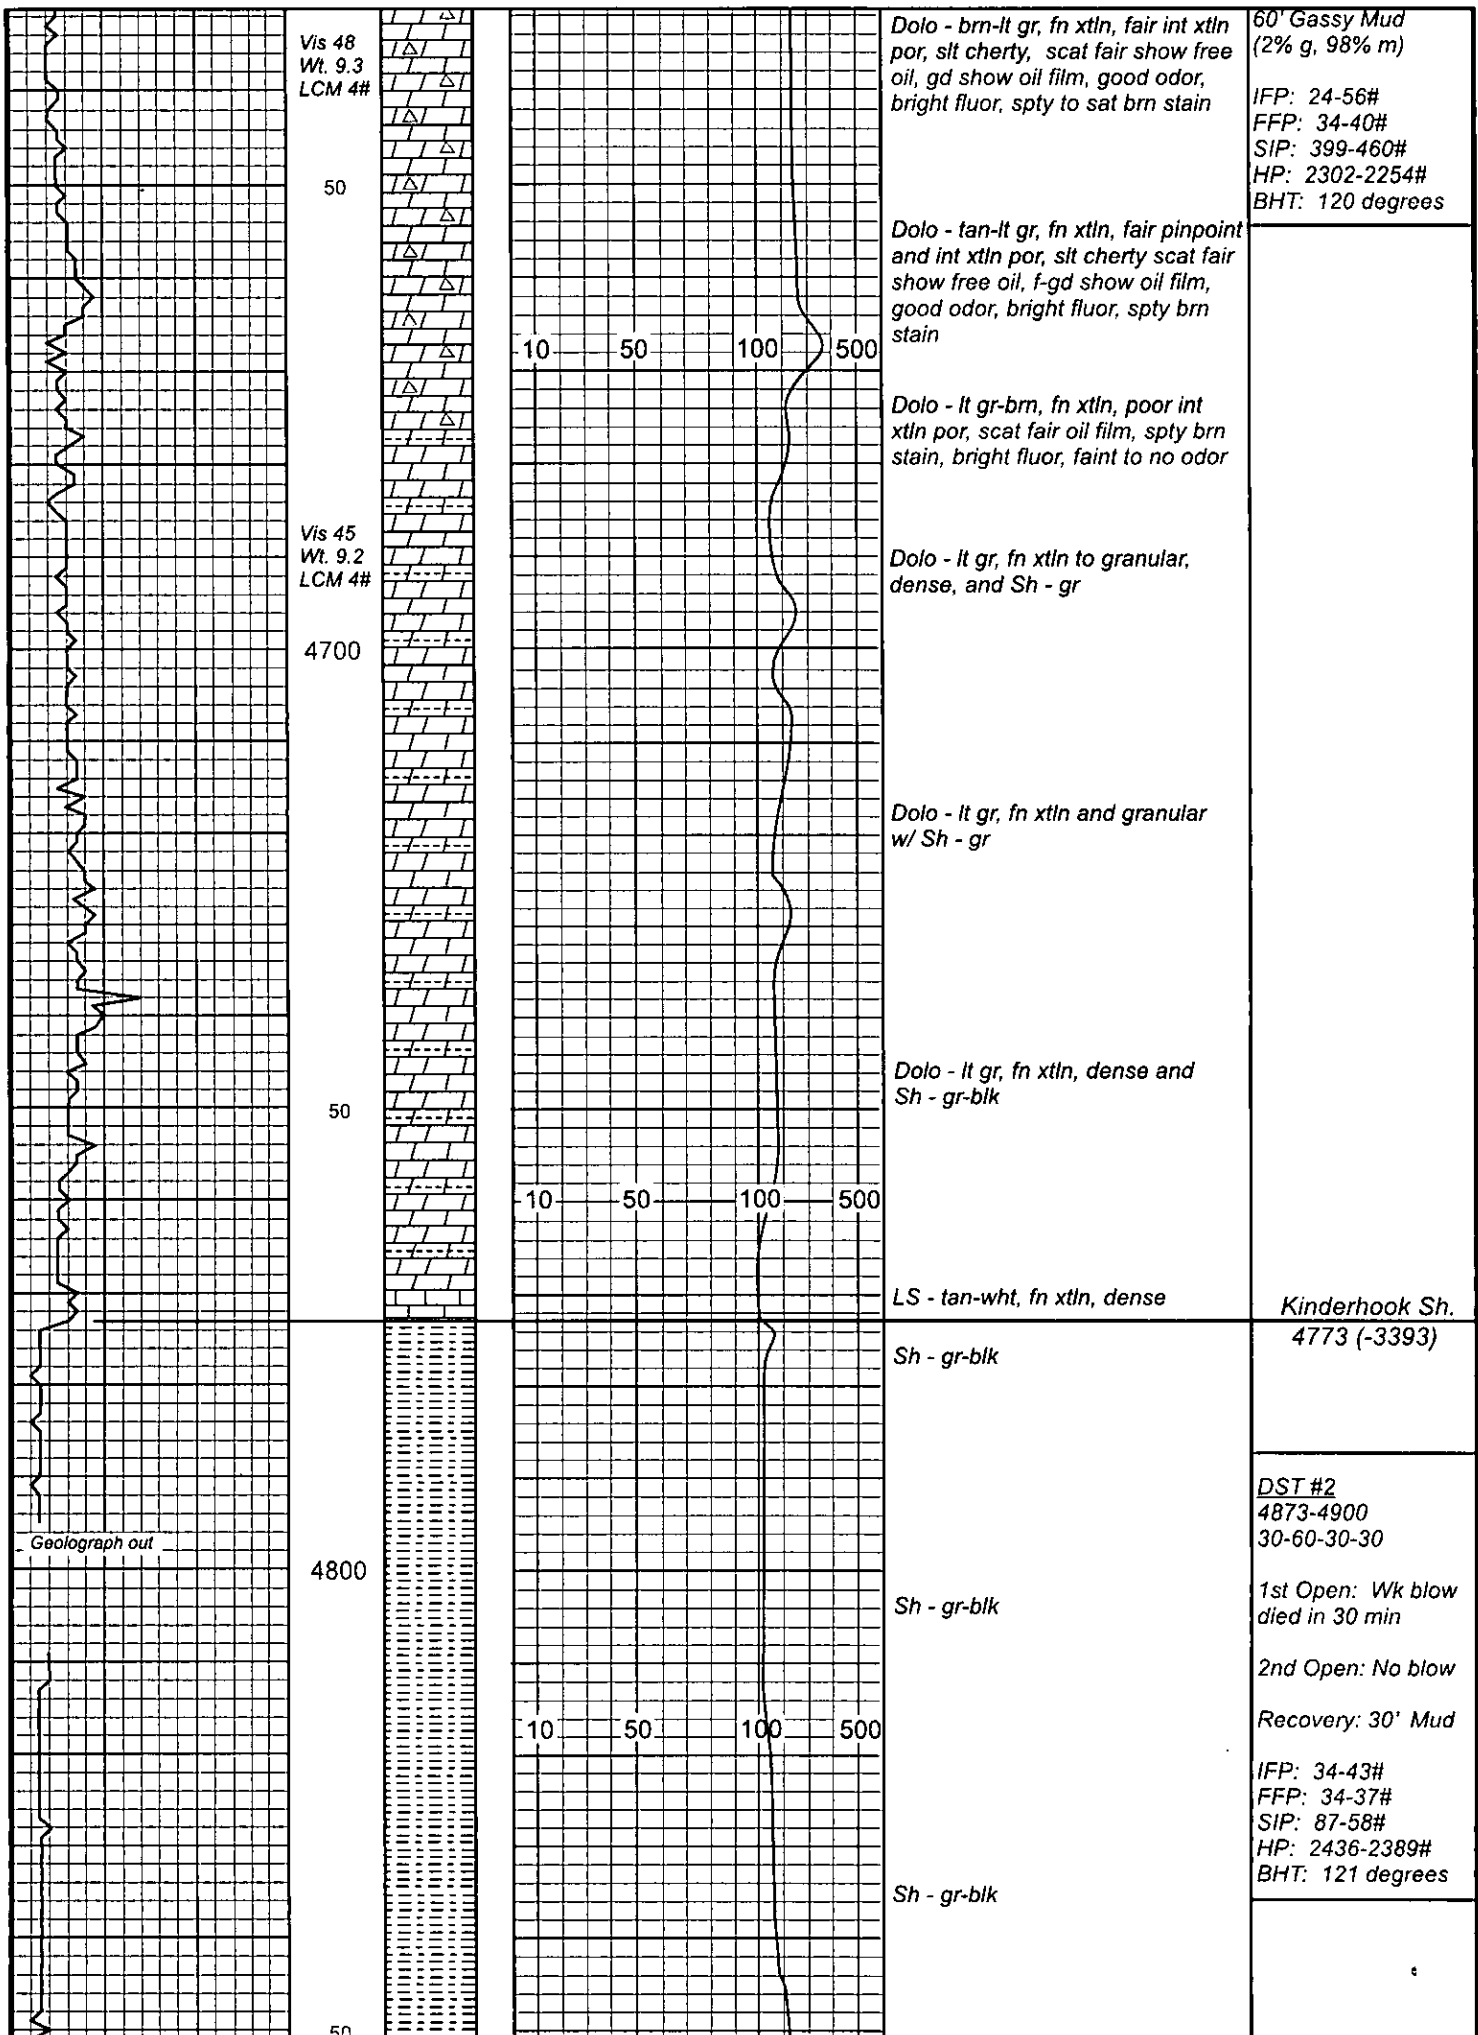 Vis 48
Wt. 9.3
LCM 4#
50
Vis 45
Wt. 9.2
LCM 4#
4700
50
Geolograph out
4800
10 50 100 500
10 50 100 500
10 50 100 500
Dolo - brn-lt gr, fn xtln, fair int xtln
por, slt cherty, scat fair show free
oil, gd show oil film, good odor,
bright fluor, spty to sat brn stain
Dolo - tan-lt gr, fn xtln, fair pinpoint
and int xtln por, slt cherty scat fair
show free oil, f-gd show oil film,
good odor, bright fluor, spty brn
stain
Dolo - lt gr-brn, fn xtln, poor int
xtln por, scat fair oil film, spty brn
stain, bright fluor, faint to no odor
Dolo - lt gr, fn xtln to granular,
dense, and Sh - gr
Dolo - lt gr, fn xtln and granular
w/ Sh - gr
Dolo - lt gr, fn xtln, dense and
Sh - gr-blk
LS - tan-wht, fn xtln, dense
Sh - gr-blk
Sh - gr-blk
Sh - gr-blk
60' Gassy Mud
(2% g, 98% m)
IFP: 24-56#
FFP: 34-40#
SIP: 399-460#
HP: 2302-2254#
BHT: 120 degrees
Kinderhook Sh.
4773 (-3393)
DST #2
4873-4900
30-60-30-30
1st Open: Wk blow
died in 30 min
2nd Open: No blow
Recovery: 30' Mud
IFP: 34-43#
FFP: 34-37#
SIP: 87-58#
HP: 2436-2389#
BHT: 121 degrees